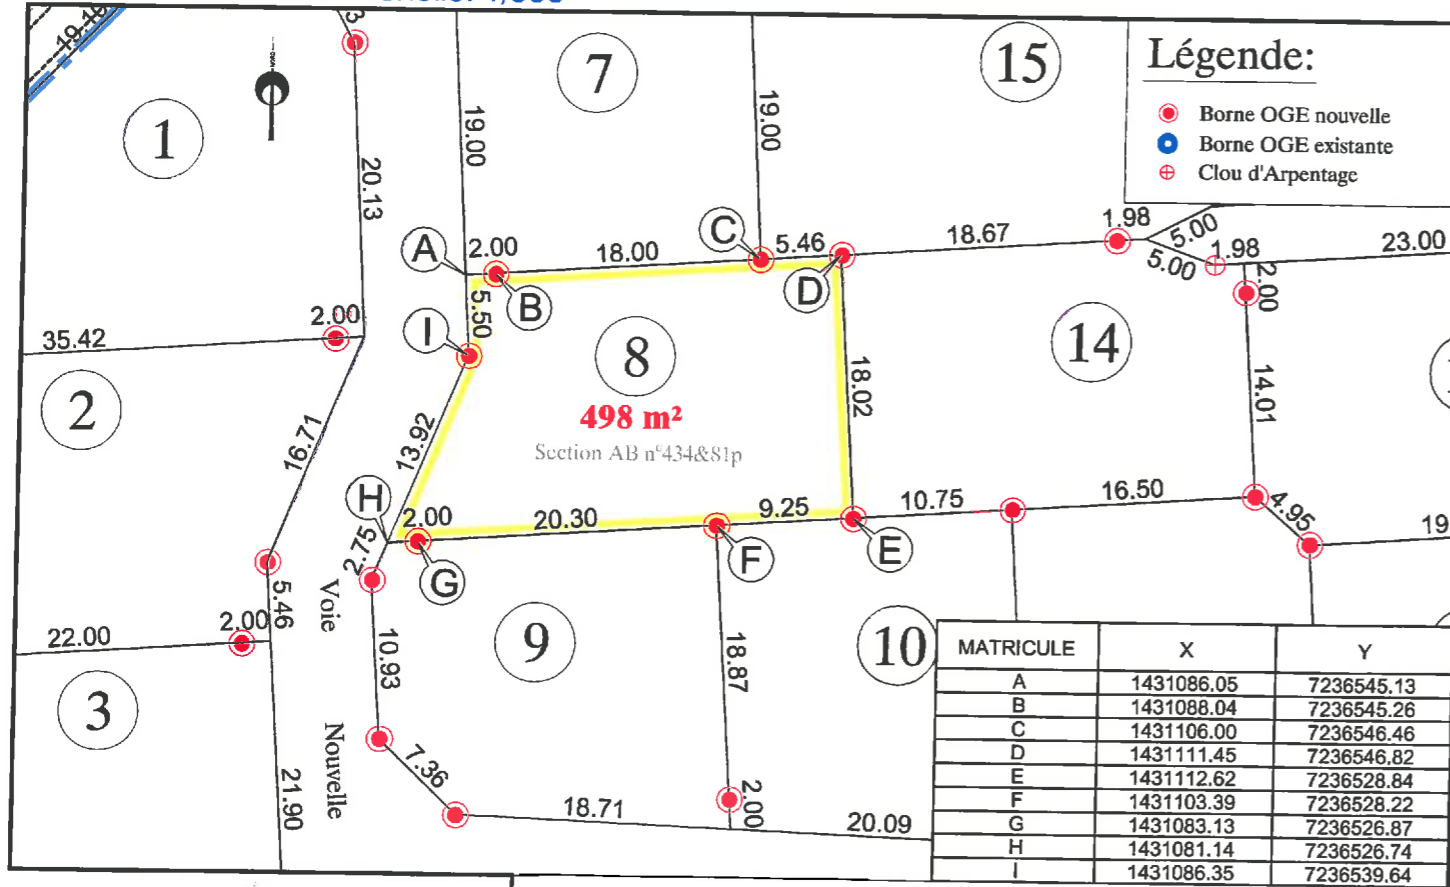 19.18
3
7
15
Légende:
Borne OGE nouvelle
Borne OGE existante
Clou d'Arpentage
1
20.13
19.00
19.00
A
2.00
18.00
C
5.46
18.67
1.98
5.00
5.00
1.98
23.00
2.00
B
D
I
5.50
35.42
2.00
8
498 m²
Section AB n°434&81p
18.02
14
14.01
2
16.71
13.92
H
2.00
20.30
9.25
10.75
16.50
4.95
19
2.75
G
F
E
Voie
5.46
22.00
2.00
10.93
9
18.87
10
3
Nouvelle
7.36
21.90
18.71
2.00
20.09
MATRICULE X Y
A 1431086.05 7236545.13
B 1431088.04 7236545.26
C 1431106.00 7236546.46
D 1431111.45 7236546.82
E 1431112.62 7236528.84
F 1431103.39 7236528.22
G 1431083.13 7236526.87
H 1431081.14 7236526.74
I 1431086.35 7236539.64